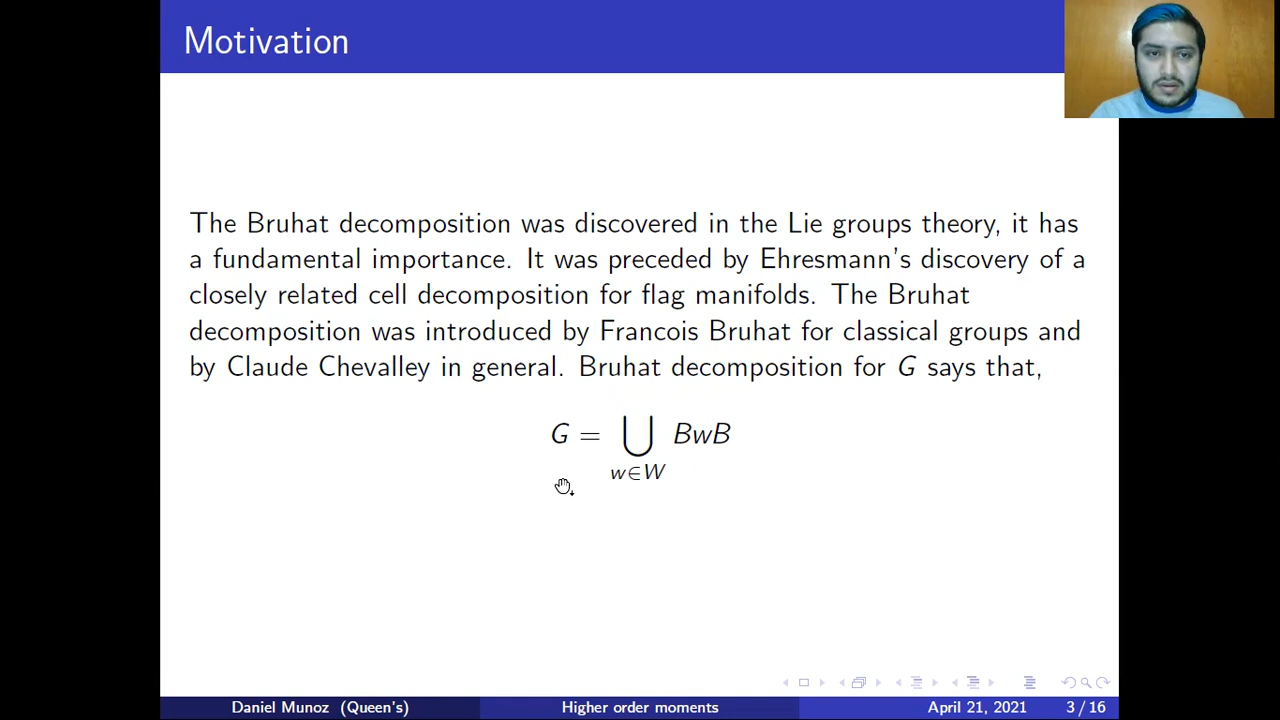 Motivation
The Bruhat decomposition was discovered in the Lie groups theory, it has
a fundamental importance. It was preceded by Ehresmann's discovery of a
closely related cell decomposition for flag manifolds. The Bruhat
decomposition was introduced by Francois Bruhat for classical groups and
by Claude Chevalley in general. Bruhat decomposition for G says that,
G = ⋃ BwB
w∈W
Daniel Munoz (Queen's) Higher order moments April 21, 2021 3 / 16